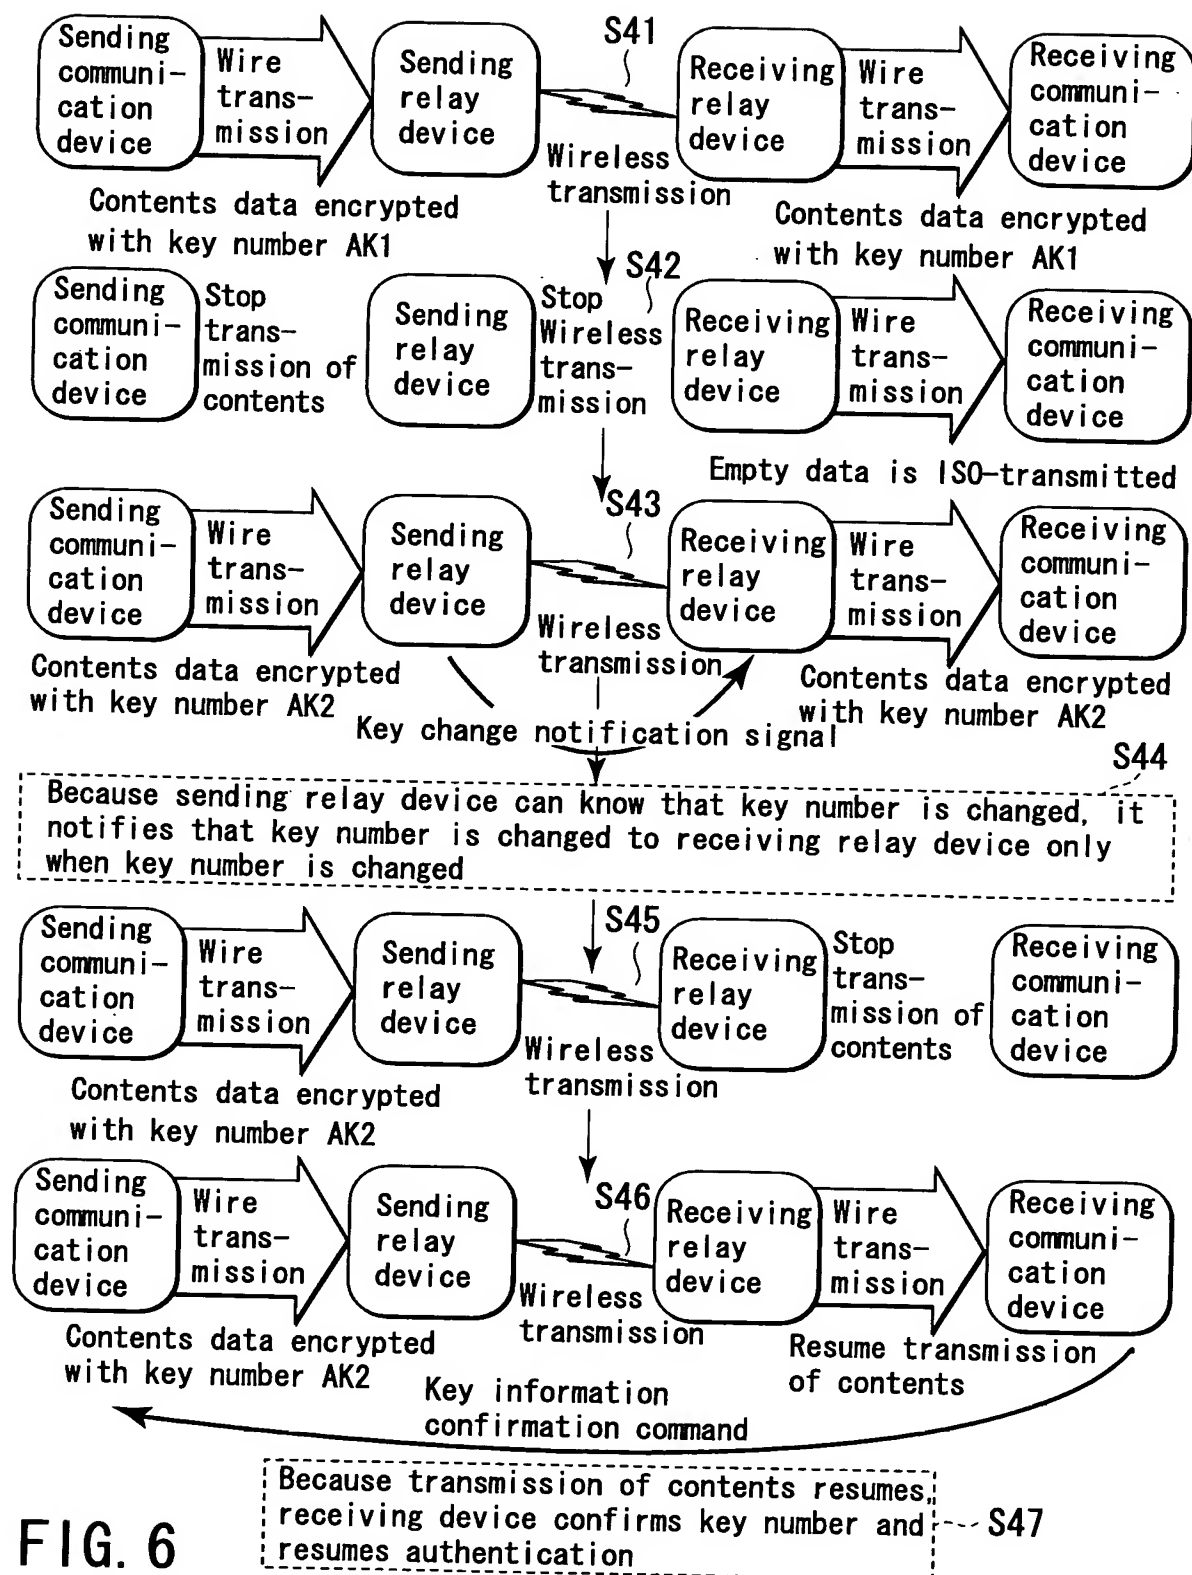 S41
Sending
communi-
cation
device
Wire
trans-
mission
Sending
relay
device
Wireless
transmission
Receiving
relay
device
Wire
trans-
mission
Receiving
communi-
cation
device
Contents data encrypted
with key number AK1
Contents data encrypted
with key number AK1
S42
Sending
communi-
cation
device
Stop
trans-
mission of
contents
Sending
relay
device
Stop
Wireless
trans-
mission
Receiving
relay
device
Wire
trans-
mission
Receiving
communi-
cation
device
Empty data is ISO-transmitted
S43
Sending
communi-
cation
device
Wire
trans-
mission
Sending
relay
device
Wireless
transmission
Receiving
relay
device
Wire
trans-
mission
Receiving
communi-
cation
device
Contents data encrypted
with key number AK2
Contents data encrypted
with key number AK2
Key change notification signal
S44
Because sending relay device can know that key number is changed, it
notifies that key number is changed to receiving relay device only
when key number is changed
S45
Sending
communi-
cation
device
Wire
trans-
mission
Sending
relay
device
Wireless
transmission
Receiving
relay
device
Stop
trans-
mission of
contents
Receiving
communi-
cation
device
Contents data encrypted
with key number AK2
S46
Sending
communi-
cation
device
Wire
trans-
mission
Sending
relay
device
Wireless
transmission
Receiving
relay
device
Wire
trans-
mission
Receiving
communi-
cation
device
Contents data encrypted
with key number AK2
Resume transmission
of contents
Key information
confirmation command
Because transmission of contents resumes,
receiving device confirms key number and
resumes authentication
S47
FIG. 6